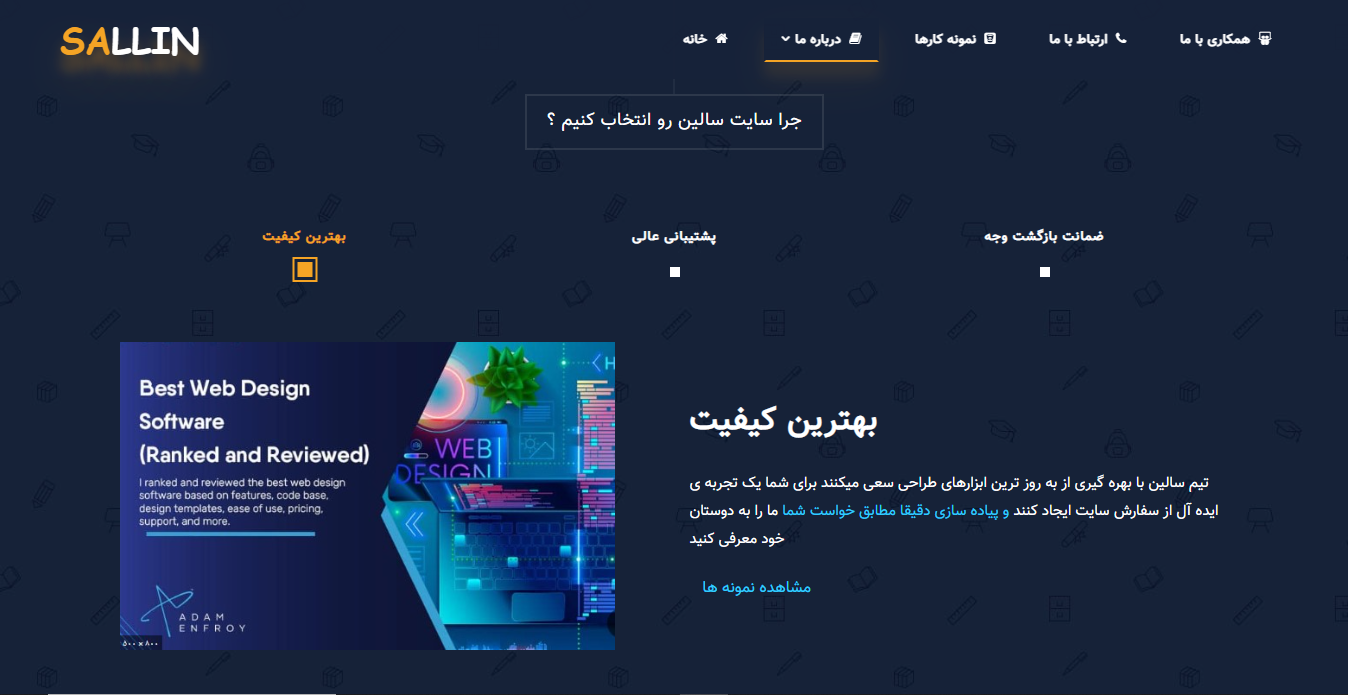 SALLIN
خانه
درباره ما
نمونه کارها
ارتباط با ما
همکاری با ما
جرا سایت سالین رو انتخاب کنیم ؟
بهترین کیفیت
پشتیبانی عالی
ضمانت بازگشت وجه
Best Web Design
Software
(Ranked and Reviewed)
I ranked and reviewed the best web design
software based on features, code base,
design templates, ease of use, pricing,
support, and more.
ADAM
ENFROY
WEB
DESIGN
H
۵۰۰ × ۸۰۰
بهترین کیفیت
تیم سالین با بهره گیری از به روز ترین ابزارهای طراحی سعی میکنند برای شما یک تجربه ی
ایده آل از سفارش سایت ایجاد کنند و پیاده سازی دقیقا مطابق خواست شما ما را به دوستان
خود معرفی کنید
مشاهده نمونه ها